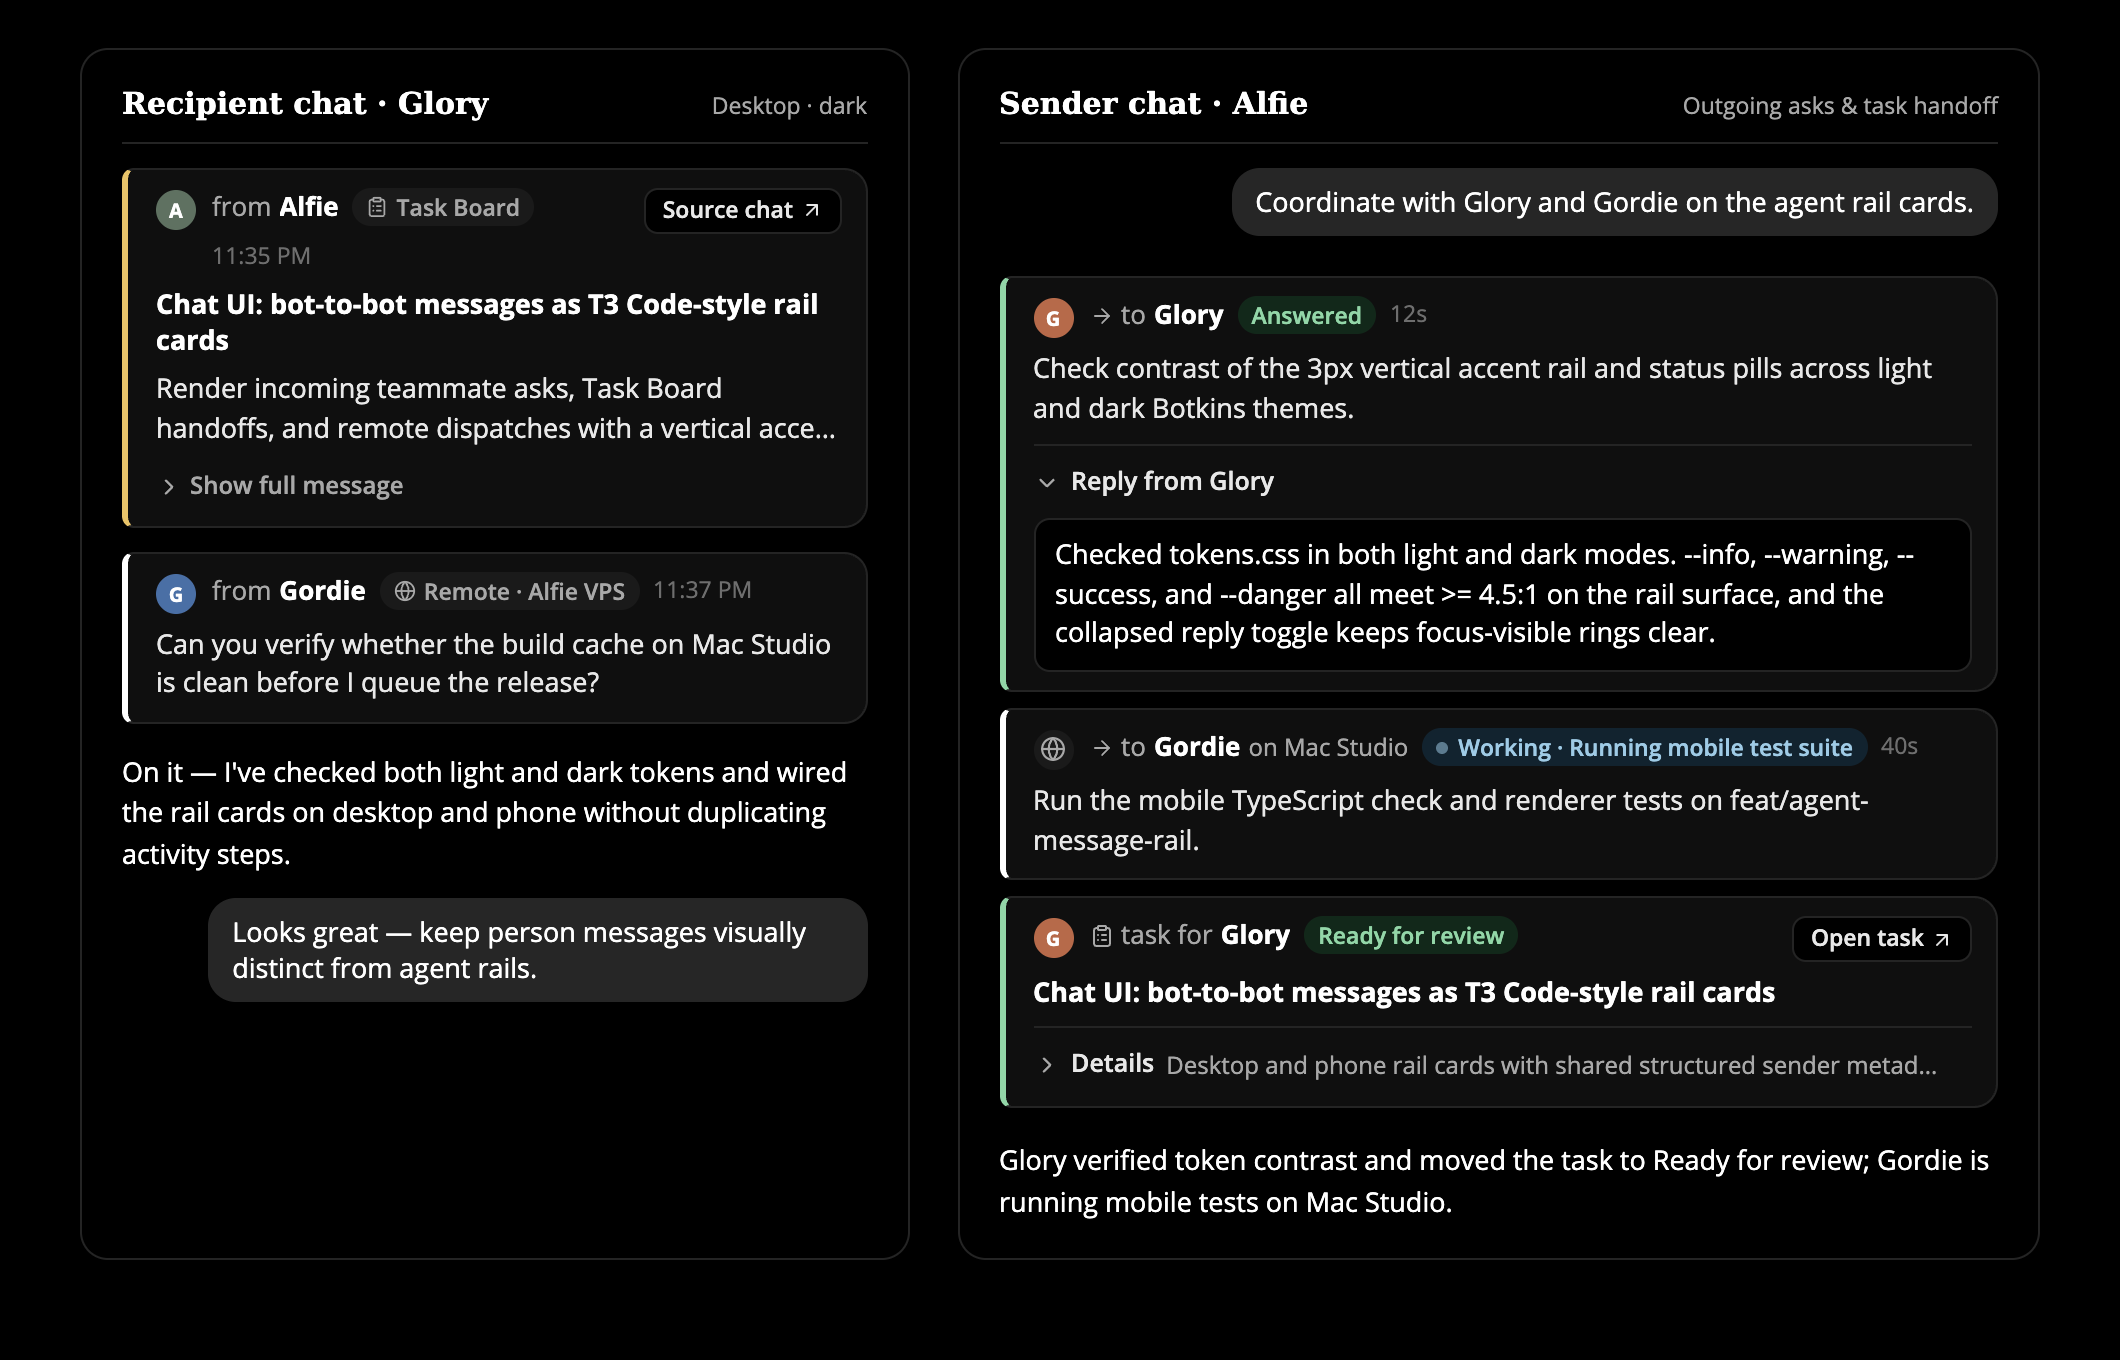 Recipient chat · Glory
Desktop · dark
A
from Alfie
Task Board
Source chat ↗
11:35 PM
Chat UI: bot-to-bot messages as T3 Code-style rail
cards
Render incoming teammate asks, Task Board
handoffs, and remote dispatches with a vertical acce...
Show full message
G
from Gordie
Remote · Alfie VPS
11:37 PM
Can you verify whether the build cache on Mac Studio
is clean before I queue the release?
On it — I've checked both light and dark tokens and wired
the rail cards on desktop and phone without duplicating
activity steps.
Looks great — keep person messages visually
distinct from agent rails.
Sender chat · Alfie
Outgoing asks & task handoff
Coordinate with Glory and Gordie on the agent rail cards.
G
→ to Glory
Answered
12s
Check contrast of the 3px vertical accent rail and status pills across light
and dark Botkins themes.
Reply from Glory
Checked tokens.css in both light and dark modes. --info, --warning, --
success, and --danger all meet >= 4.5:1 on the rail surface, and the
collapsed reply toggle keeps focus-visible rings clear.
→ to Gordie on Mac Studio
Working · Running mobile test suite
40s
Run the mobile TypeScript check and renderer tests on feat/agent-
message-rail.
G
task for Glory
Ready for review
Open task ↗
Chat UI: bot-to-bot messages as T3 Code-style rail cards
Details Desktop and phone rail cards with shared structured sender metad...
Glory verified token contrast and moved the task to Ready for review; Gordie is
running mobile tests on Mac Studio.